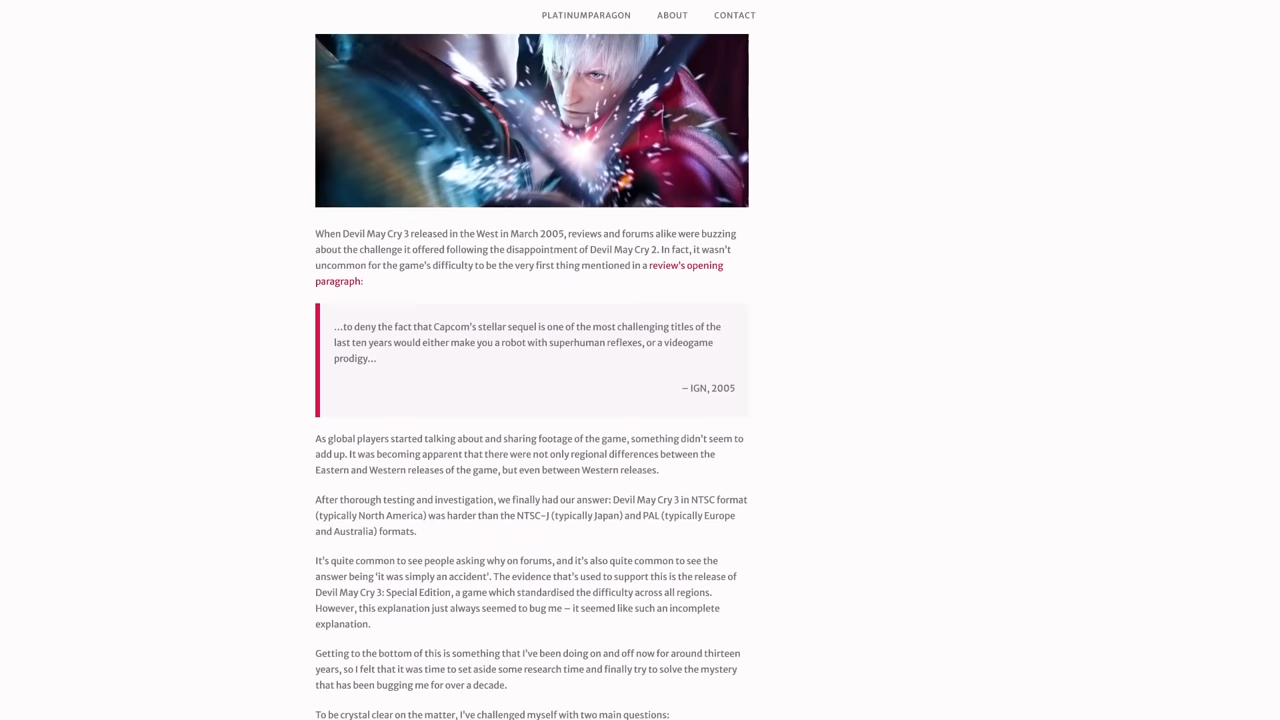 PLATINUMPARAGON ABOUT CONTACT
When Devil May Cry 3 released in the West in March 2005, reviews and forums alike were buzzing
about the challenge it offered following the disappointment of Devil May Cry 2. In fact, it wasn't
uncommon for the game's difficulty to be the very first thing mentioned in a review's opening
paragraph:
…to deny the fact that Capcom's stellar sequel is one of the most challenging titles of the
last ten years would either make you a robot with superhuman reflexes, or a videogame
prodigy…
– IGN, 2005
As global players started talking about and sharing footage of the game, something didn't seem to
add up. It was becoming apparent that there were not only regional differences between the
Eastern and Western releases of the game, but even between Western releases.
After thorough testing and investigation, we finally had our answer: Devil May Cry 3 in NTSC format
(typically North America) was harder than the NTSC-J (typically Japan) and PAL (typically Europe
and Australia) formats.
It's quite common to see people asking why on forums, and it's also quite common to see the
answer being 'it was simply an accident'. The evidence that's used to support this is the release of
Devil May Cry 3: Special Edition, a game which standardised the difficulty across all regions.
However, this explanation just always seemed to bug me – it seemed like such an incomplete
explanation.
Getting to the bottom of this is something that I've been doing on and off now for around thirteen
years, so I felt that it was time to set aside some research time and finally try to solve the mystery
that has been bugging me for over a decade.
To be crystal clear on the matter, I've challenged myself with two main questions: